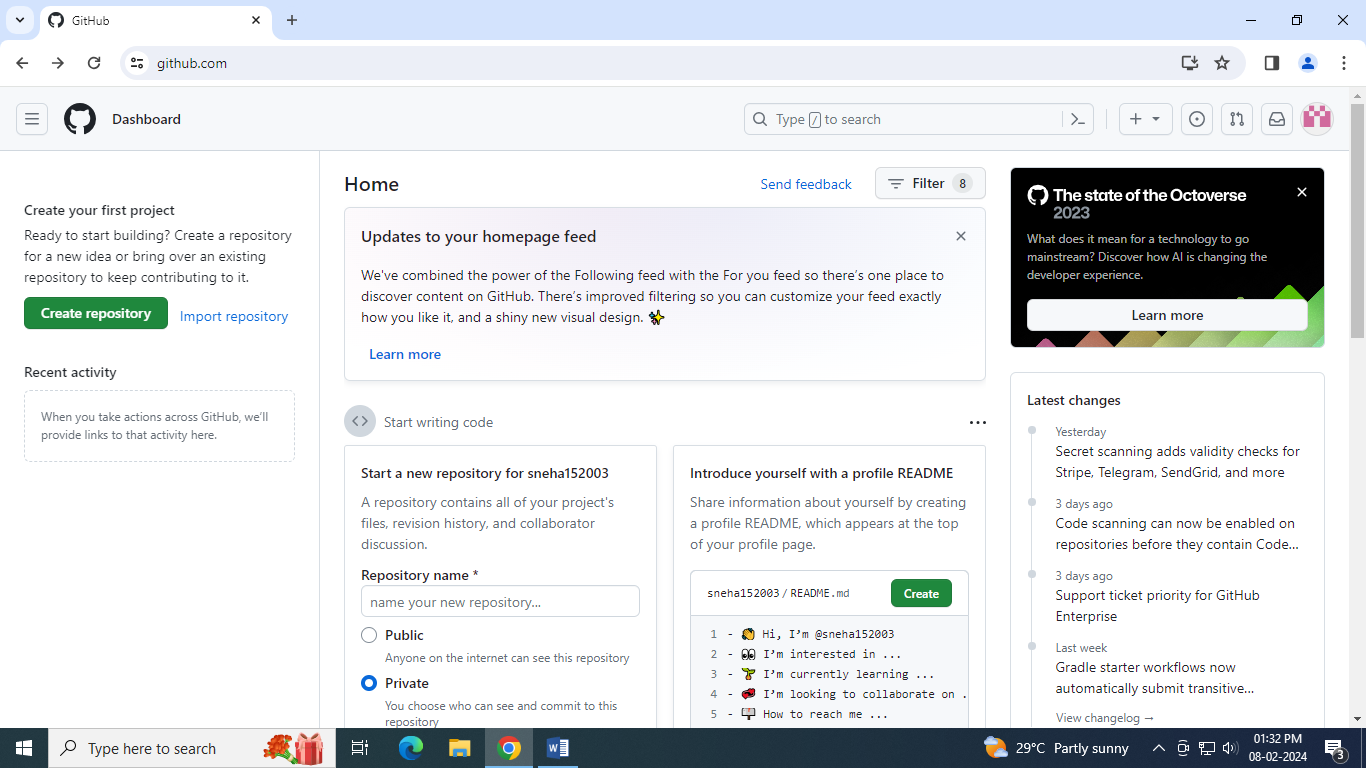 GitHub
github.com
Dashboard
Type / to search
Create your first project
Ready to start building? Create a repository
for a new idea or bring over an existing
repository to keep contributing to it.
Create repository
Import repository
Recent activity
When you take actions across GitHub, we'll
provide links to that activity here.
Home
Send feedback
Filter 8
Updates to your homepage feed
We've combined the power of the Following feed with the For you feed so there's one place to
discover content on GitHub. There's improved filtering so you can customize your feed exactly
how you like it, and a shiny new visual design. ✨
Learn more
Start writing code
Start a new repository for sneha152003
A repository contains all of your project's
files, revision history, and collaborator
discussion.
Repository name *
name your new repository...
Public
Anyone on the internet can see this repository
Private
You choose who can see and commit to this
repository
Introduce yourself with a profile README
Share information about yourself by creating
a profile README, which appears at the top
of your profile page.
sneha152003 / README.md
Create
1 - 👋 Hi, I'm @sneha152003
2 - 👀 I'm interested in ...
3 - 🌱 I'm currently learning ...
4 - 💞️ I'm looking to collaborate on .
5 - 📫 How to reach me ...
The state of the Octoverse
2023
What does it mean for a technology to go
mainstream? Discover how AI is changing the
developer experience.
Learn more
Latest changes
Yesterday
Secret scanning adds validity checks for
Stripe, Telegram, SendGrid, and more
3 days ago
Code scanning can now be enabled on
repositories before they contain Code...
3 days ago
Support ticket priority for GitHub
Enterprise
Last week
Gradle starter workflows now
automatically submit transitive...
View changelog →
Type here to search
29°C Partly sunny
01:32 PM
08-02-2024
3